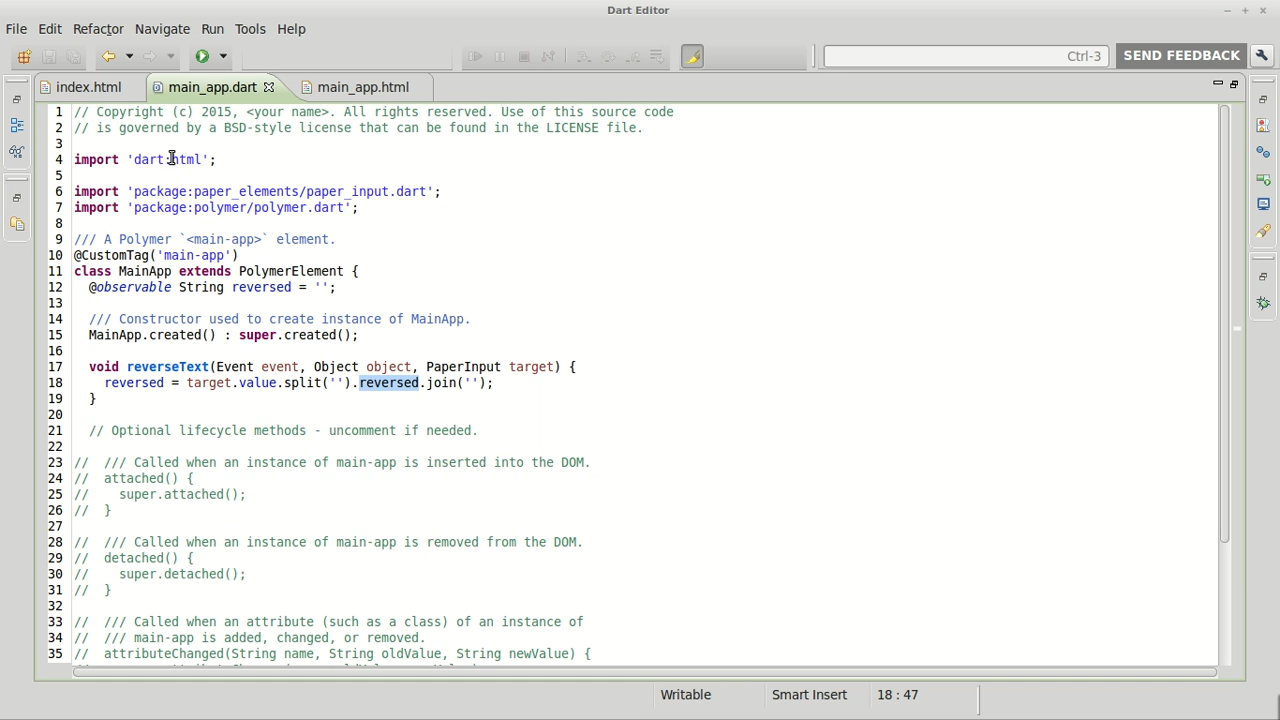 Dart Editor
File Edit Refactor Navigate Run Tools Help
Ctrl-3
SEND FEEDBACK
index.html main_app.dart main_app.html
1 // Copyright (c) 2015, <your name>. All rights reserved. Use of this source code
2 // is governed by a BSD-style license that can be found in the LICENSE file.
3
4 import 'dart:html';
5
6 import 'package:paper_elements/paper_input.dart';
7 import 'package:polymer/polymer.dart';
8
9 /// A Polymer `<main-app>` element.
10 @CustomTag('main-app')
11 class MainApp extends PolymerElement {
12   @observable String reversed = '';
13
14   /// Constructor used to create instance of MainApp.
15   MainApp.created() : super.created();
16
17   void reverseText(Event event, Object object, PaperInput target) {
18     reversed = target.value.split('').reversed.join('');
19   }
20
21   // Optional lifecycle methods - uncomment if needed.
22
23 //  /// Called when an instance of main-app is inserted into the DOM.
24 //  attached() {
25 //    super.attached();
26 //  }
27
28 //  /// Called when an instance of main-app is removed from the DOM.
29 //  detached() {
30 //    super.detached();
31 //  }
32
33 //  /// Called when an attribute (such as a class) of an instance of
34 //  /// main-app is added, changed, or removed.
35 //  attributeChanged(String name, String oldValue, String newValue) {
Writable Smart Insert 18 : 47